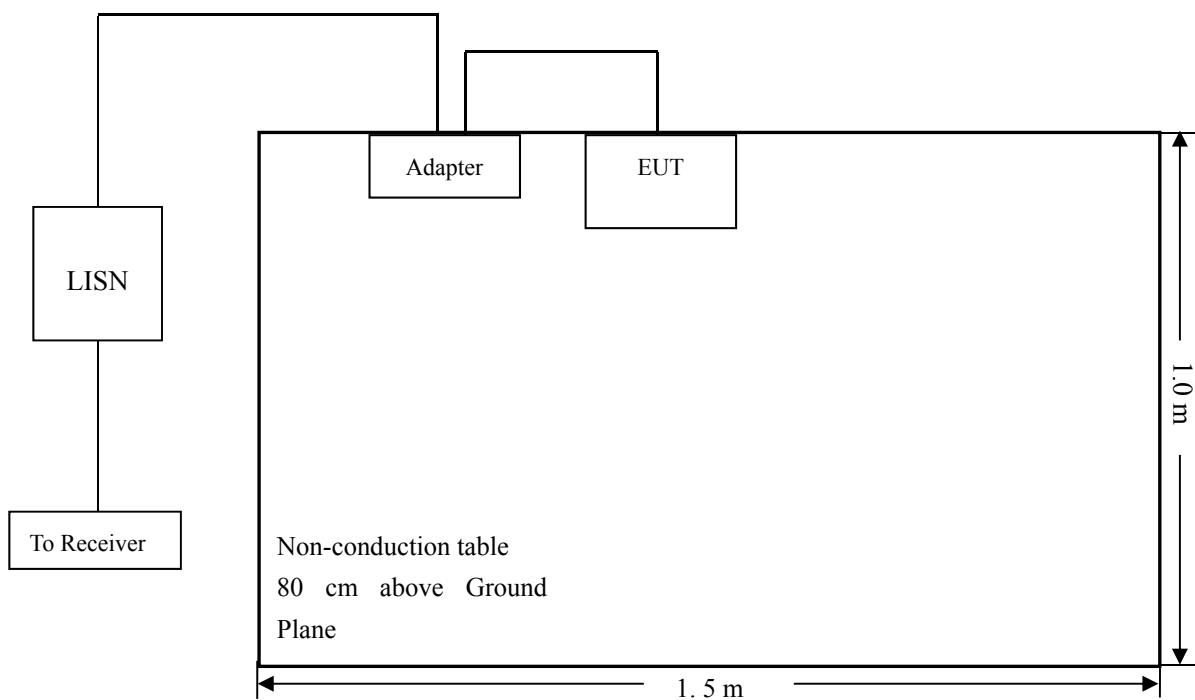 Adapter
EUT
LISN
1.0 m
To Receiver
Non-conduction table
80 cm above Ground
Plane
1. 5 m